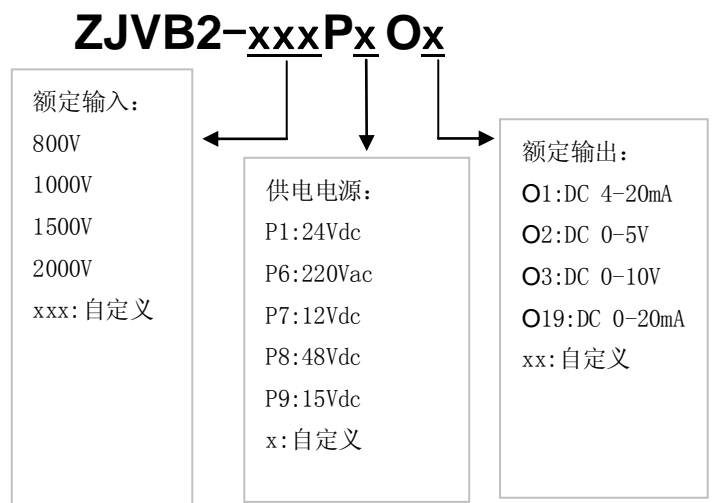 ZJVB2-xxxPx Ox
额定输入:
800V
1000V
1500V
2000V
xxx:自定义
供电电源:
P1:24Vdc
P6:220Vac
P7:12Vdc
P8:48Vdc
P9:15Vdc
x:自定义
额定输出:
O1:DC 4-20mA
O2:DC 0-5V
O3:DC 0-10V
O19:DC 0-20mA
xx:自定义